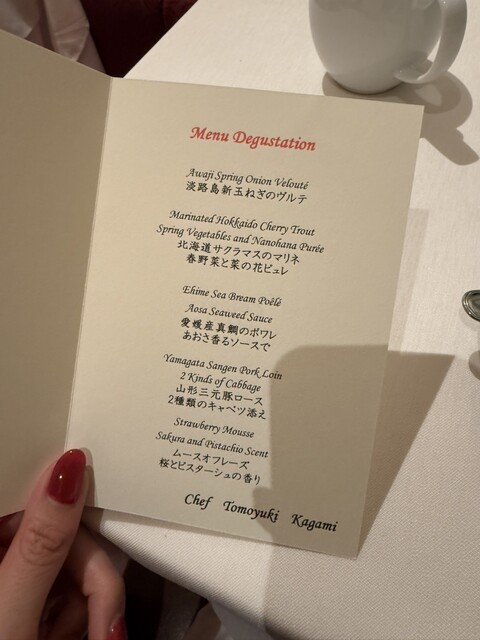 Menu Degustation
Awaji Spring Onion Velouté
淡路島新玉ねぎのヴルテ
Marinated Hokkaido Cherry Trout
Spring Vegetables and Nanohana Purée
北海道サクラマスのマリネ
春野菜と菜の花ピュレ
Ehime Sea Bream Poêlé
Aosa Seaweed Sauce
愛媛産真鯛のポワレ
あおさ香るソースで
Yamagata Sangen Pork Loin
2 Kinds of Cabbage
山形三元豚ロース
2種類のキャベツ添え
Strawberry Mousse
Sakura and Pistachio Scent
ムースオフレーズ
桜とピスターシュの香り
Chef Tomoyuki Kagami